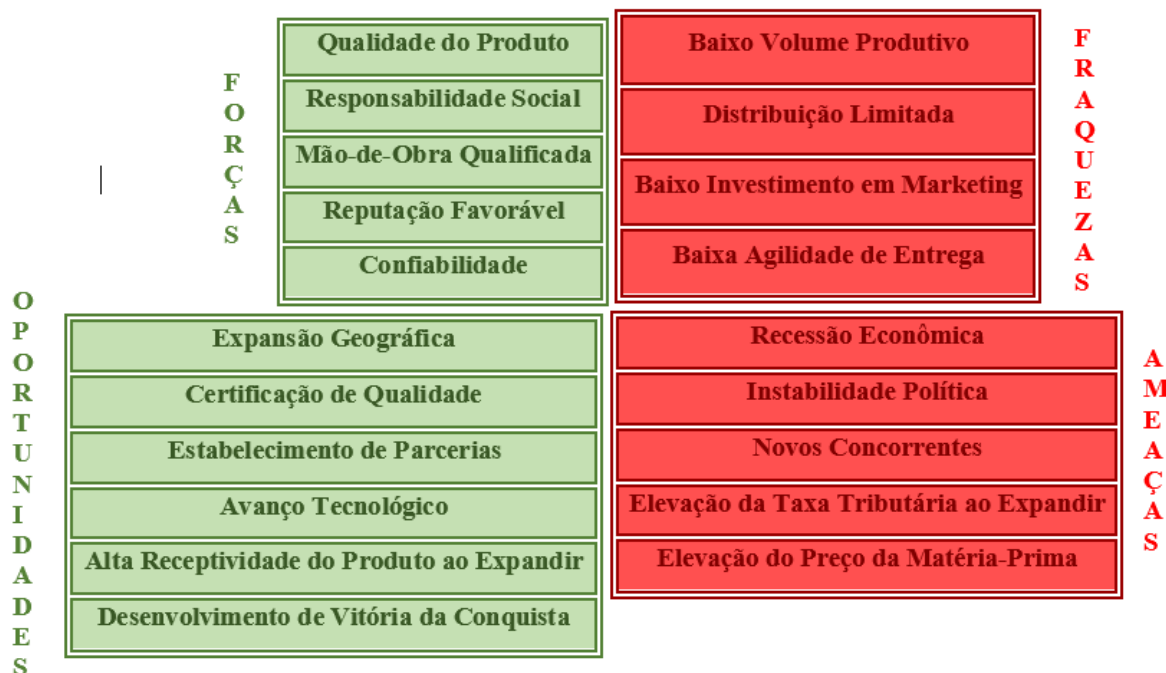 FORÇAS
Qualidade do Produto
Responsabilidade Social
Mão-de-Obra Qualificada
Reputação Favorável
Confiabilidade
Baixo Volume Produtivo
Distribuição Limitada
Baixo Investimento em Marketing
Baixa Agilidade de Entrega
FRAQUEZAS
OPORTUNIDADES
Expansão Geográfica
Certificação de Qualidade
Estabelecimento de Parcerias
Avanço Tecnológico
Alta Receptividade do Produto ao Expandir
Desenvolvimento de Vitória da Conquista
Recessão Econômica
Instabilidade Política
Novos Concorrentes
Elevação da Taxa Tributária ao Expandir
Elevação do Preço da Matéria-Prima
AMEAÇAS